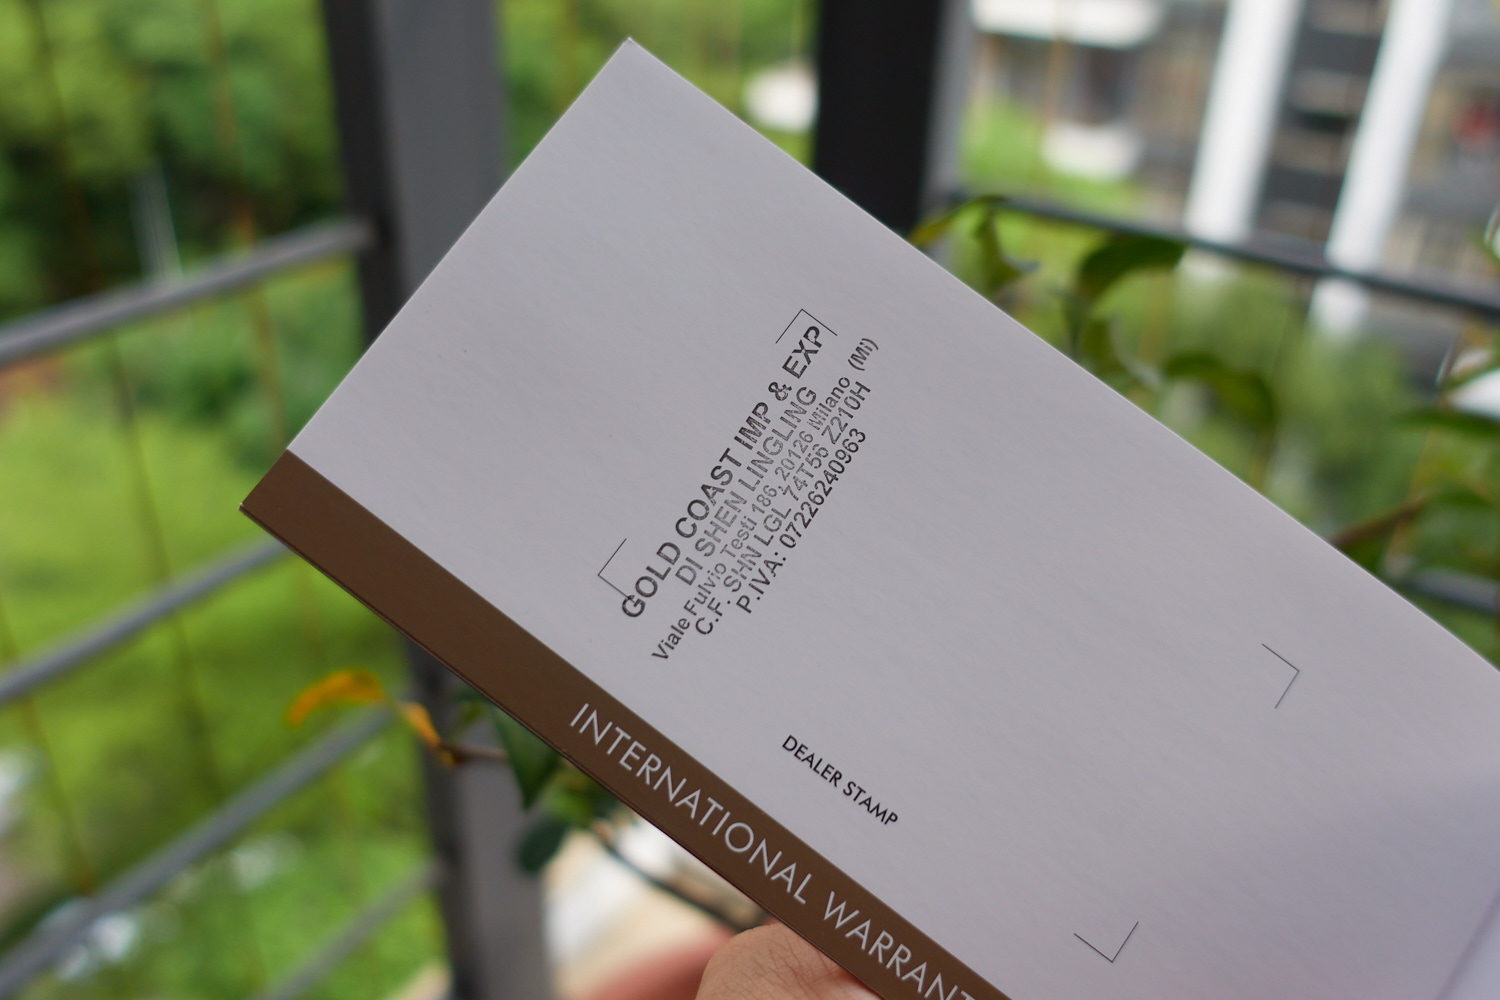 GOLD COAST IMP & EXP
DI SHEN LINGLING
Viale Fulvio Testi 186, 20126 Milano (Mi)
C.F. SHN LGL 74T56 Z210H
P.IVA: 07226240963
DEALER STAMP
INTERNATIONAL WARRANT